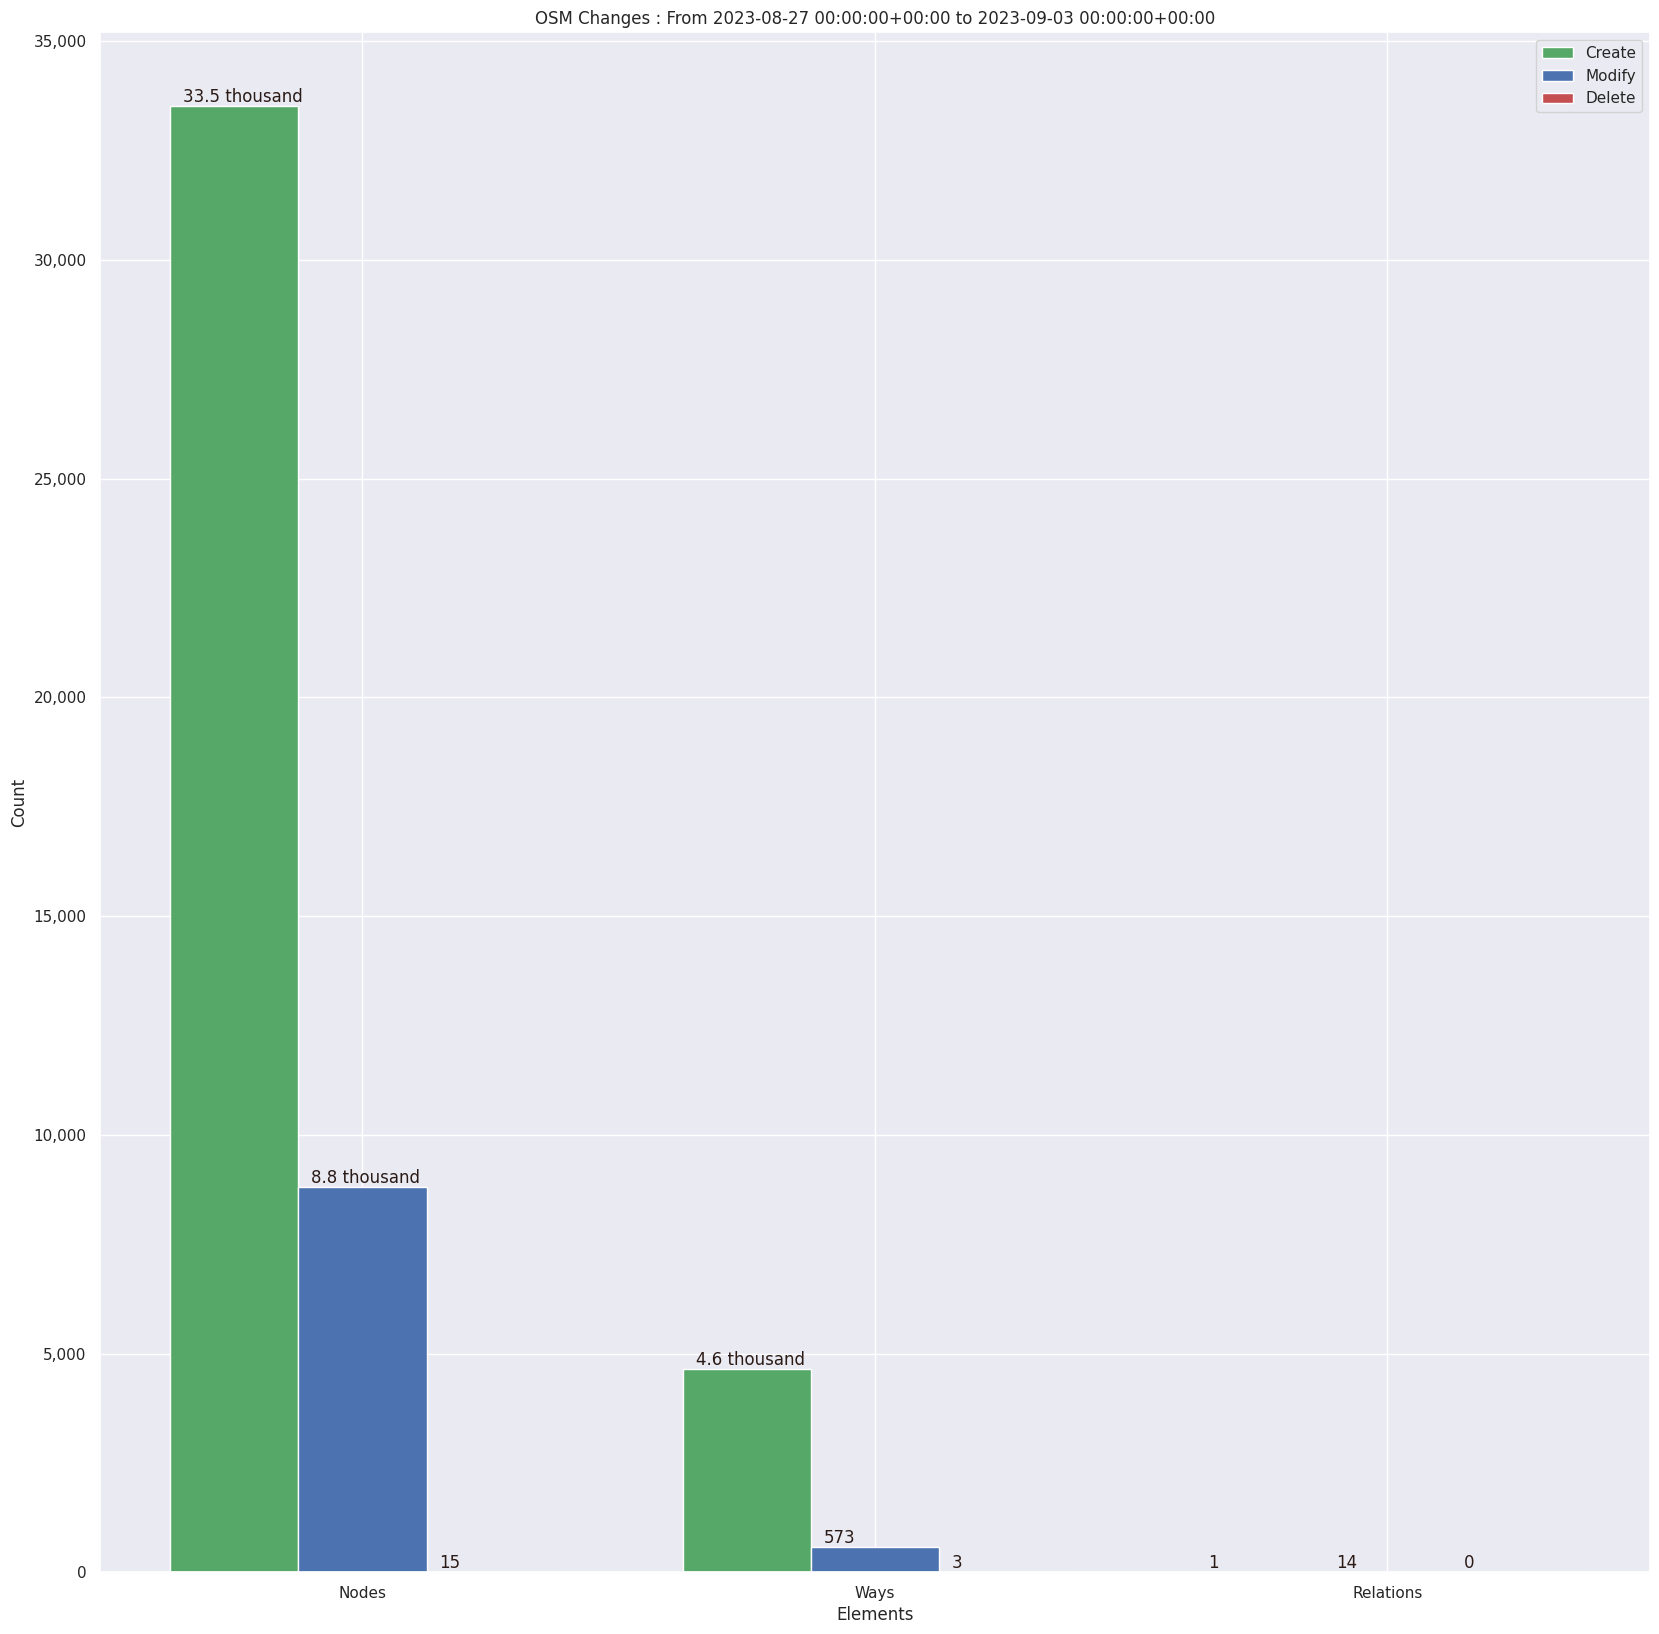 OSM Changes : From 2023-08-27 00:00:00+00:00 to 2023-09-03 00:00:00+00:00
Create
Modify
Delete
35,000
30,000
25,000
20,000
15,000
10,000
5,000
0
Count
33.5 thousand
8.8 thousand
15
4.6 thousand
573
3
1
14
0
Nodes
Ways
Relations
Elements